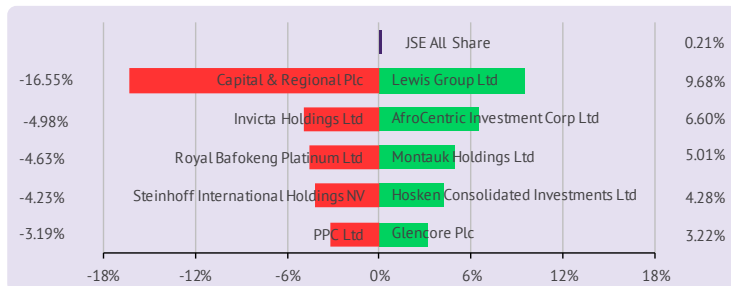 JSE All Share 0.21%
-16.55% Capital & Regional Plc Lewis Group Ltd 9.68%
-4.98% Invicta Holdings Ltd AfroCentric Investment Corp Ltd 6.60%
-4.63% Royal Bafokeng Platinum Ltd Montauk Holdings Ltd 5.01%
-4.23% Steinhoff International Holdings NV Hosken Consolidated Investments Ltd 4.28%
-3.19% PPC Ltd Glencore Plc 3.22%
-18% -12% -6% 0% 6% 12% 18%